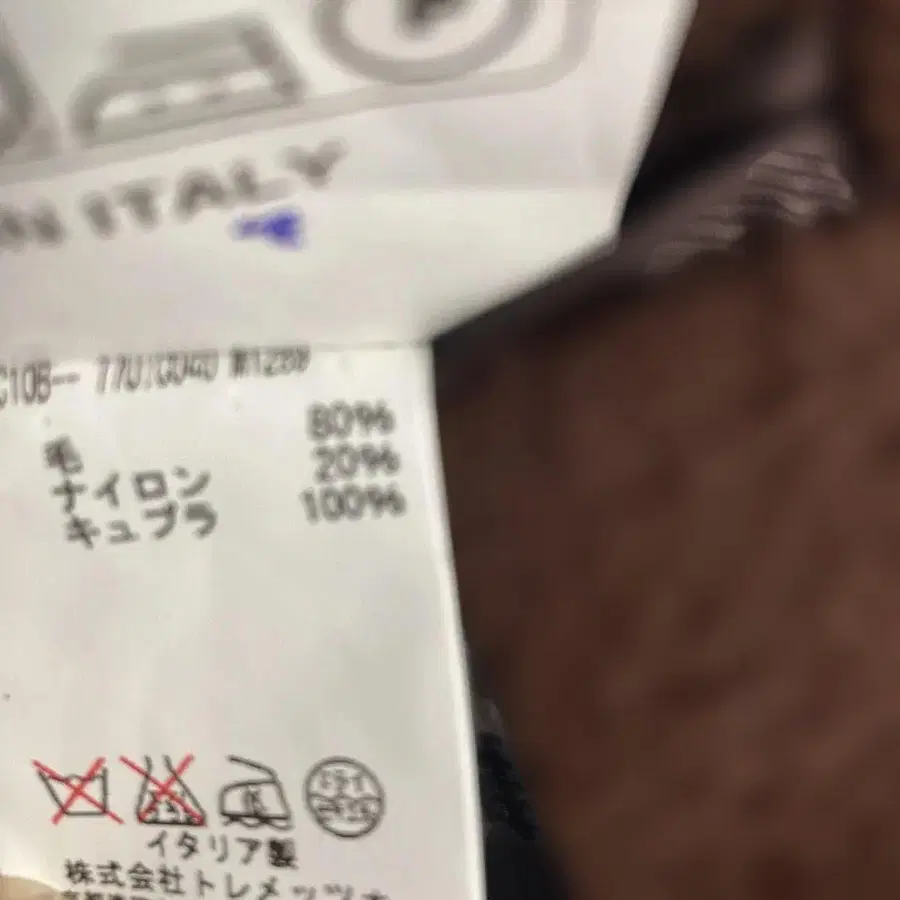 IN ITALY
80%
毛 20%
ナイロン 100%
キュプラ
イタリア製
株式会社トレメッツォ